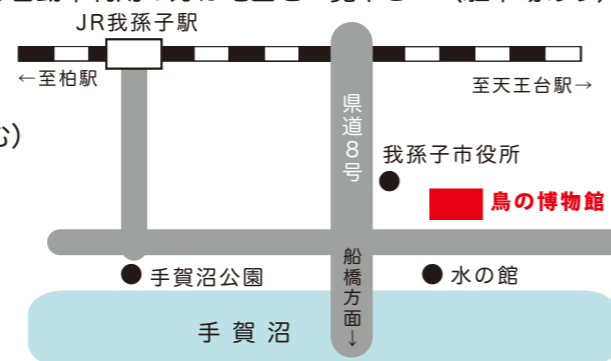 JR我孫子駅
←至柏駅
至天王台駅→
む）
県道8号
我孫子市役所
鳥の博物館
船橋方面↓
手賀沼公園
水の館
手賀沼